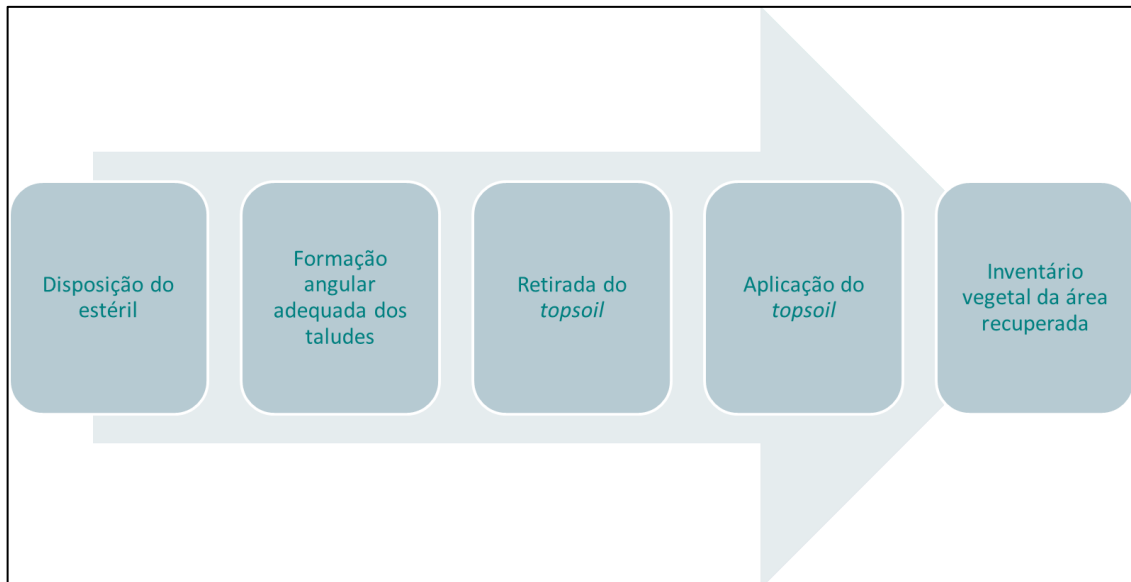 Disposição do
estéril
Formação
angular
adequada dos
taludes
Retirada do
topsoil
Aplicação do
topsoil
Inventário
vegetal da área
recuperada